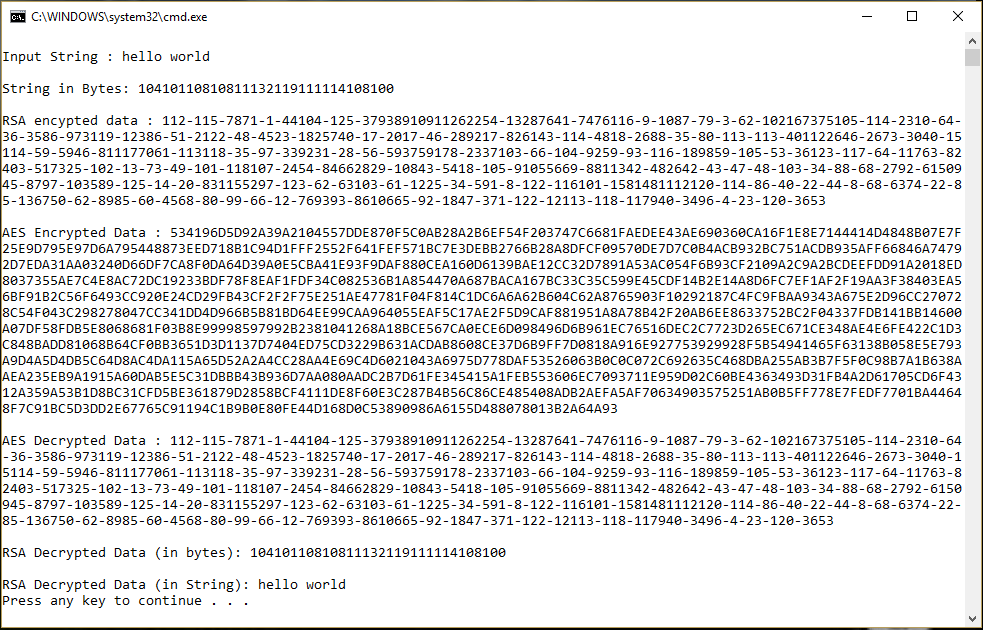 C:\WINDOWS\system32\cmd.exe
Input String : hello world
String in Bytes: 10410110810811132119111114108100
RSA encypted data : 112-115-7871-1-44104-125-37938910911262254-13287641-7476116-9-1087-79-3-62-102167375105-114-2310-64-
36-3586-973119-12386-51-2122-48-4523-1825740-17-2017-46-289217-826143-114-4818-2688-35-80-113-113-401122646-2673-3040-15
114-59-5946-811177061-113118-35-97-339231-28-56-593759178-2337103-66-104-9259-93-116-189859-105-53-36123-117-64-11763-82
403-517325-102-13-73-49-101-118107-2454-84662829-10843-5418-105-91055669-8811342-482642-43-47-48-103-34-88-68-2792-61509
45-8797-103589-125-14-20-831155297-123-62-63103-61-1225-34-591-8-122-116101-1581481112120-114-86-40-22-44-8-68-6374-22-8
5-136750-62-8985-60-4568-80-99-66-12-769393-8610665-92-1847-371-122-12113-118-117940-3496-4-23-120-3653
AES Encrypted Data : 534196D5D92A39A2104557DDE870F5C0AB28A2B6EF54F203747C6681FAEDEE43AE690360CA16F1E8E7144414D4848B07E7F
25E9D795E97D6A795448873EED718B1C94D1FFF2552F641FEF571BC7E3DEBB2766B28A8DFCF09570DE7D7C0B4ACB932BC751ACDB935AFF66846A7479
2D7EDA31AA03240D66DF7CA8F0DA64D39A0E5CBA41E93F9DAF880CEA160D6139BAE12CC32D7891A53AC054F6B93CF2109A2C9A2BCDEEFDD91A2018ED
8037355AE7C4E8AC72DC19233BDF78F8EAF1FDF34C082536B1A854470A687BACA167BC33C35C599E45CDF14B2E14A8D6FC7EF1AF2F19AA3F38403EA5
6BF91B2C56F6493CC920E24CD29FB43CF2F2F75E251AE47781F04F814C1DC6A6A62B604C62A8765903F10292187C4FC9FBAA9343A675E2D96CC27072
8C54F043C298278047CC341DD4D966B5B81BD64EE99CAA964055EAF5C17AE2F5D9CAF881951A8A78B42F20AB6EE8633752BC2F04337FDB141BB14600
A07DF58FDB5E8068681F03B8E99998597992B2381041268A18BCE567CA0ECE6D098496D6B961EC76516DEC2C7723D265EC671CE348AE4E6FE422C1D3
C848BADD81068B64CF0BB3651D3D1137D7404ED75CD3229B631ACDAB8608CE37D6B9FF7D0818A916E927753929928F5B54941465F63138B058E5E793
A9D4A5D4DB5C64D8AC4DA115A65D52A2A4CC28AA4E69C4D6021043A6975D778DAF53526063B0C0C072C692635C468DBA255AB3B7F5F0C98B7A1B638A
AEA235EB9A1915A60DAB5E5C31DBBB43B936D7AA080AADC2B7D61FE345415A1FEB553606EC7093711E959D02C60BE4363493D31FB4A2D61705CD6F43
12A359A53B1D8BC31CFD5BE361879D2858BCF4111DE8F60E3C287B4B56C86CE485408ADB2AEFA5AF70634903575251AB0B5FF778E7FEDF7701BA4464
8F7C91BC5D3DD2E67765C91194C1B9B0E80FE44D168D0C53890986A6155D488078013B2A64A93
AES Decrypted Data : 112-115-7871-1-44104-125-37938910911262254-13287641-7476116-9-1087-79-3-62-102167375105-114-2310-64
-36-3586-973119-12386-51-2122-48-4523-1825740-17-2017-46-289217-826143-114-4818-2688-35-80-113-113-401122646-2673-3040-1
5114-59-5946-811177061-113118-35-97-339231-28-56-593759178-2337103-66-104-9259-93-116-189859-105-53-36123-117-64-11763-8
2403-517325-102-13-73-49-101-118107-2454-84662829-10843-5418-105-91055669-8811342-482642-43-47-48-103-34-88-68-2792-6150
945-8797-103589-125-14-20-831155297-123-62-63103-61-1225-34-591-8-122-116101-1581481112120-114-86-40-22-44-8-68-6374-22-
85-136750-62-8985-60-4568-80-99-66-12-769393-8610665-92-1847-371-122-12113-118-117940-3496-4-23-120-3653
RSA Decrypted Data (in bytes): 10410110810811132119111114108100
RSA Decrypted Data (in String): hello world
Press any key to continue . . .